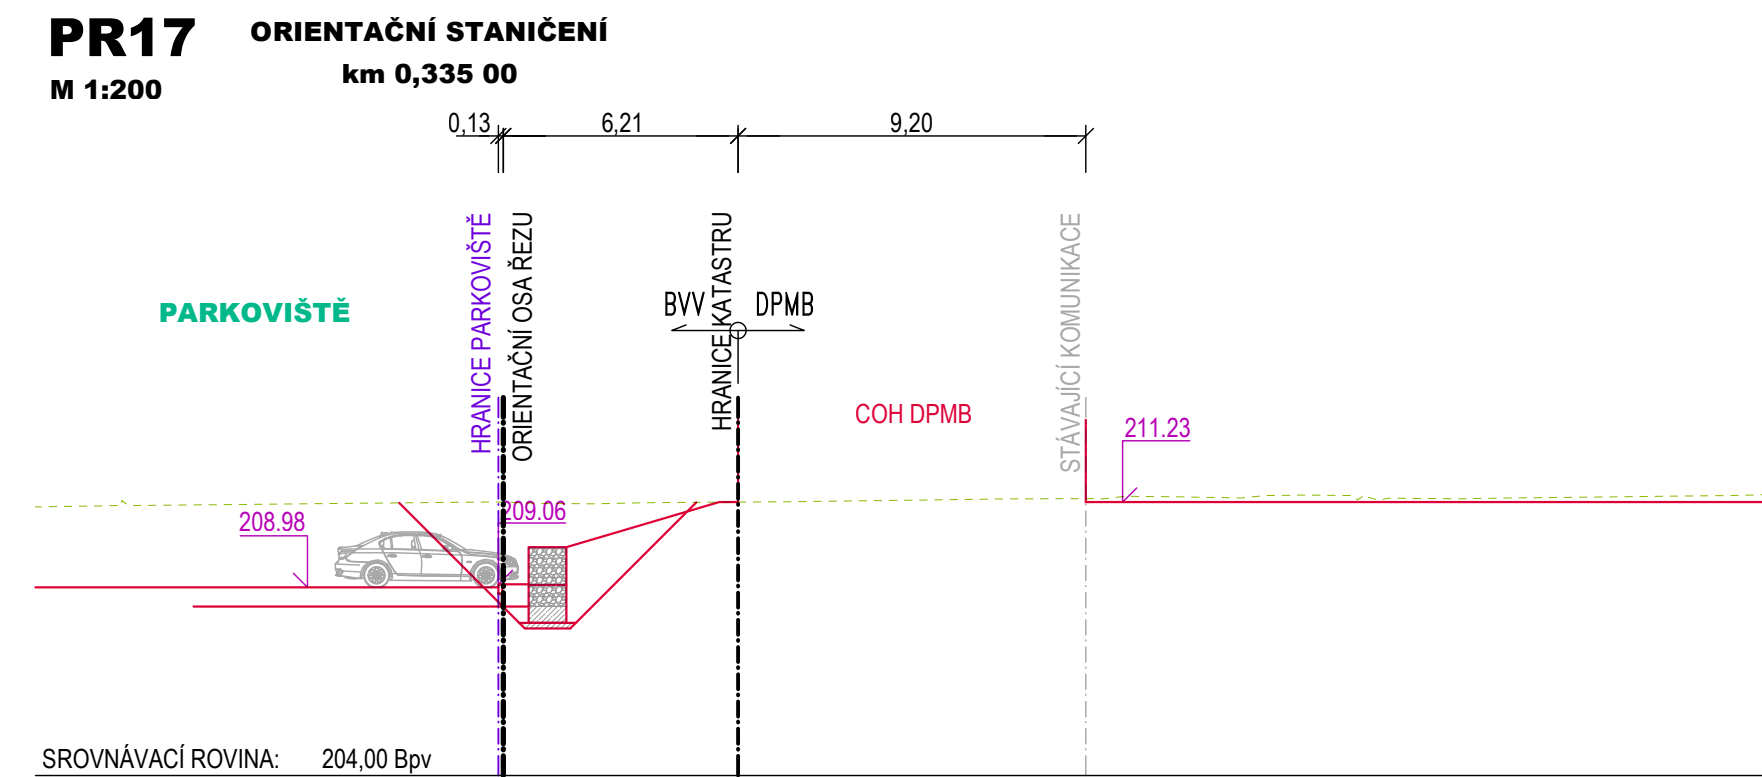 PR17
M 1:200
ORIENTAČNÍ STANIČENÍ
km 0,335 00
0,13
6,21
9,20
HRANICE PARKOVIŠTĚ
ORIENTAČNÍ OSA ŘEZU
HRANICE KATASTRU
STÁVAJÍCÍ KOMUNIKACE
PARKOVIŠTĚ
BVV
DPMB
COH DPMB
211.23
208.98
209.06
SROVNÁVACÍ ROVINA: 204,00 Bpv